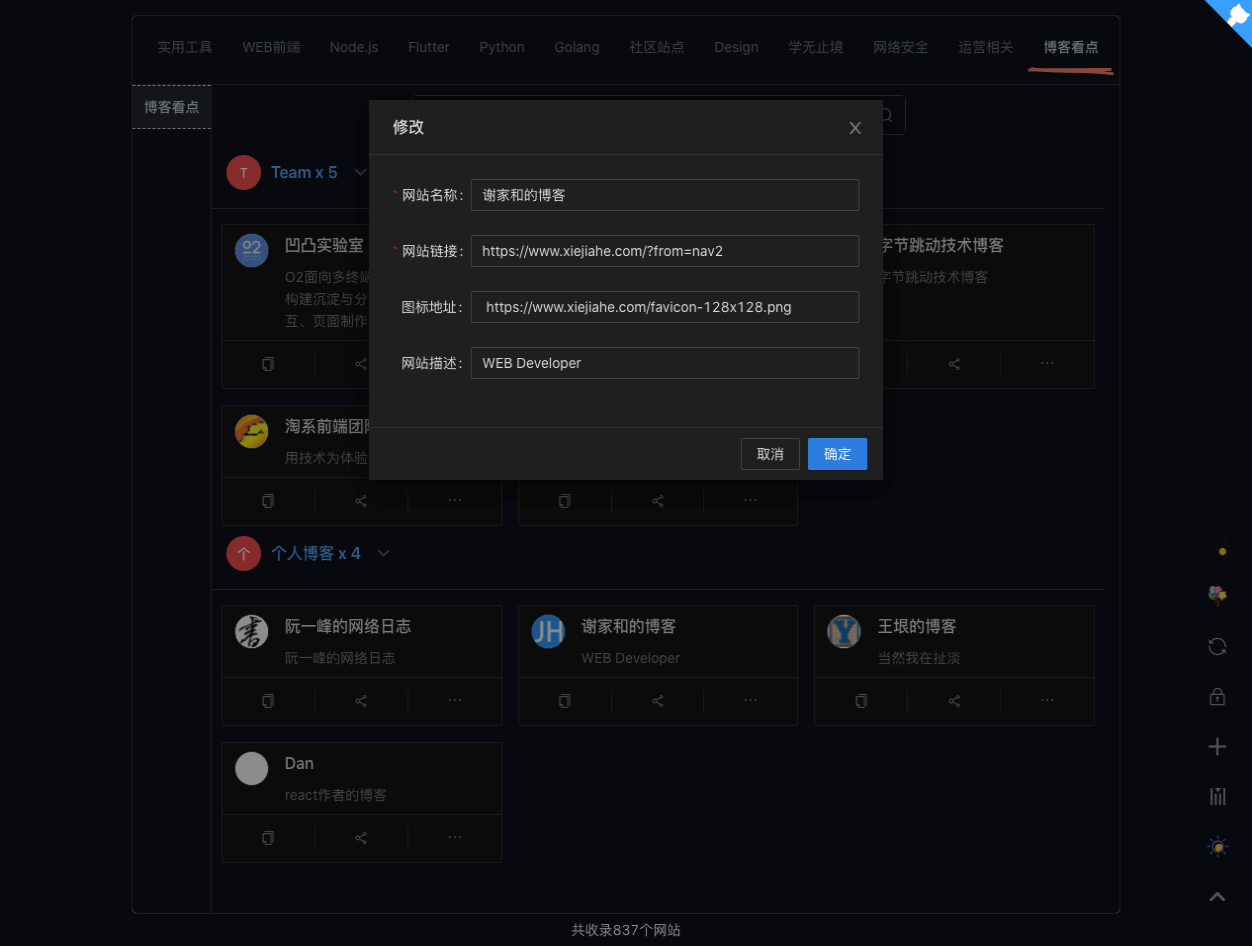 实用工具 WEB前端 Node.js Flutter Python Golang 社区站点 Design 学无止境 网络安全 运营相关 博客看点
博客看点
修改
* 网站名称: 谢家和的博客
* 网站链接: https://www.xiejiahe.com/?from=nav2
图标地址: https://www.xiejiahe.com/favicon-128x128.png
网站描述: WEB Developer
取消 确定
T Team x 5
O2 凹凸实验室
O2面向多终端
构建沉淀与分
互、页面制作
字节跳动技术博客
字节跳动技术博客
淘系前端团队
用技术为体验
个 个人博客 x 4
书 阮一峰的网络日志
阮一峰的网络日志
JH 谢家和的博客
WEB Developer
Y 王垠的博客
当然我在扯淡
Dan
react作者的博客
共收录837个网站